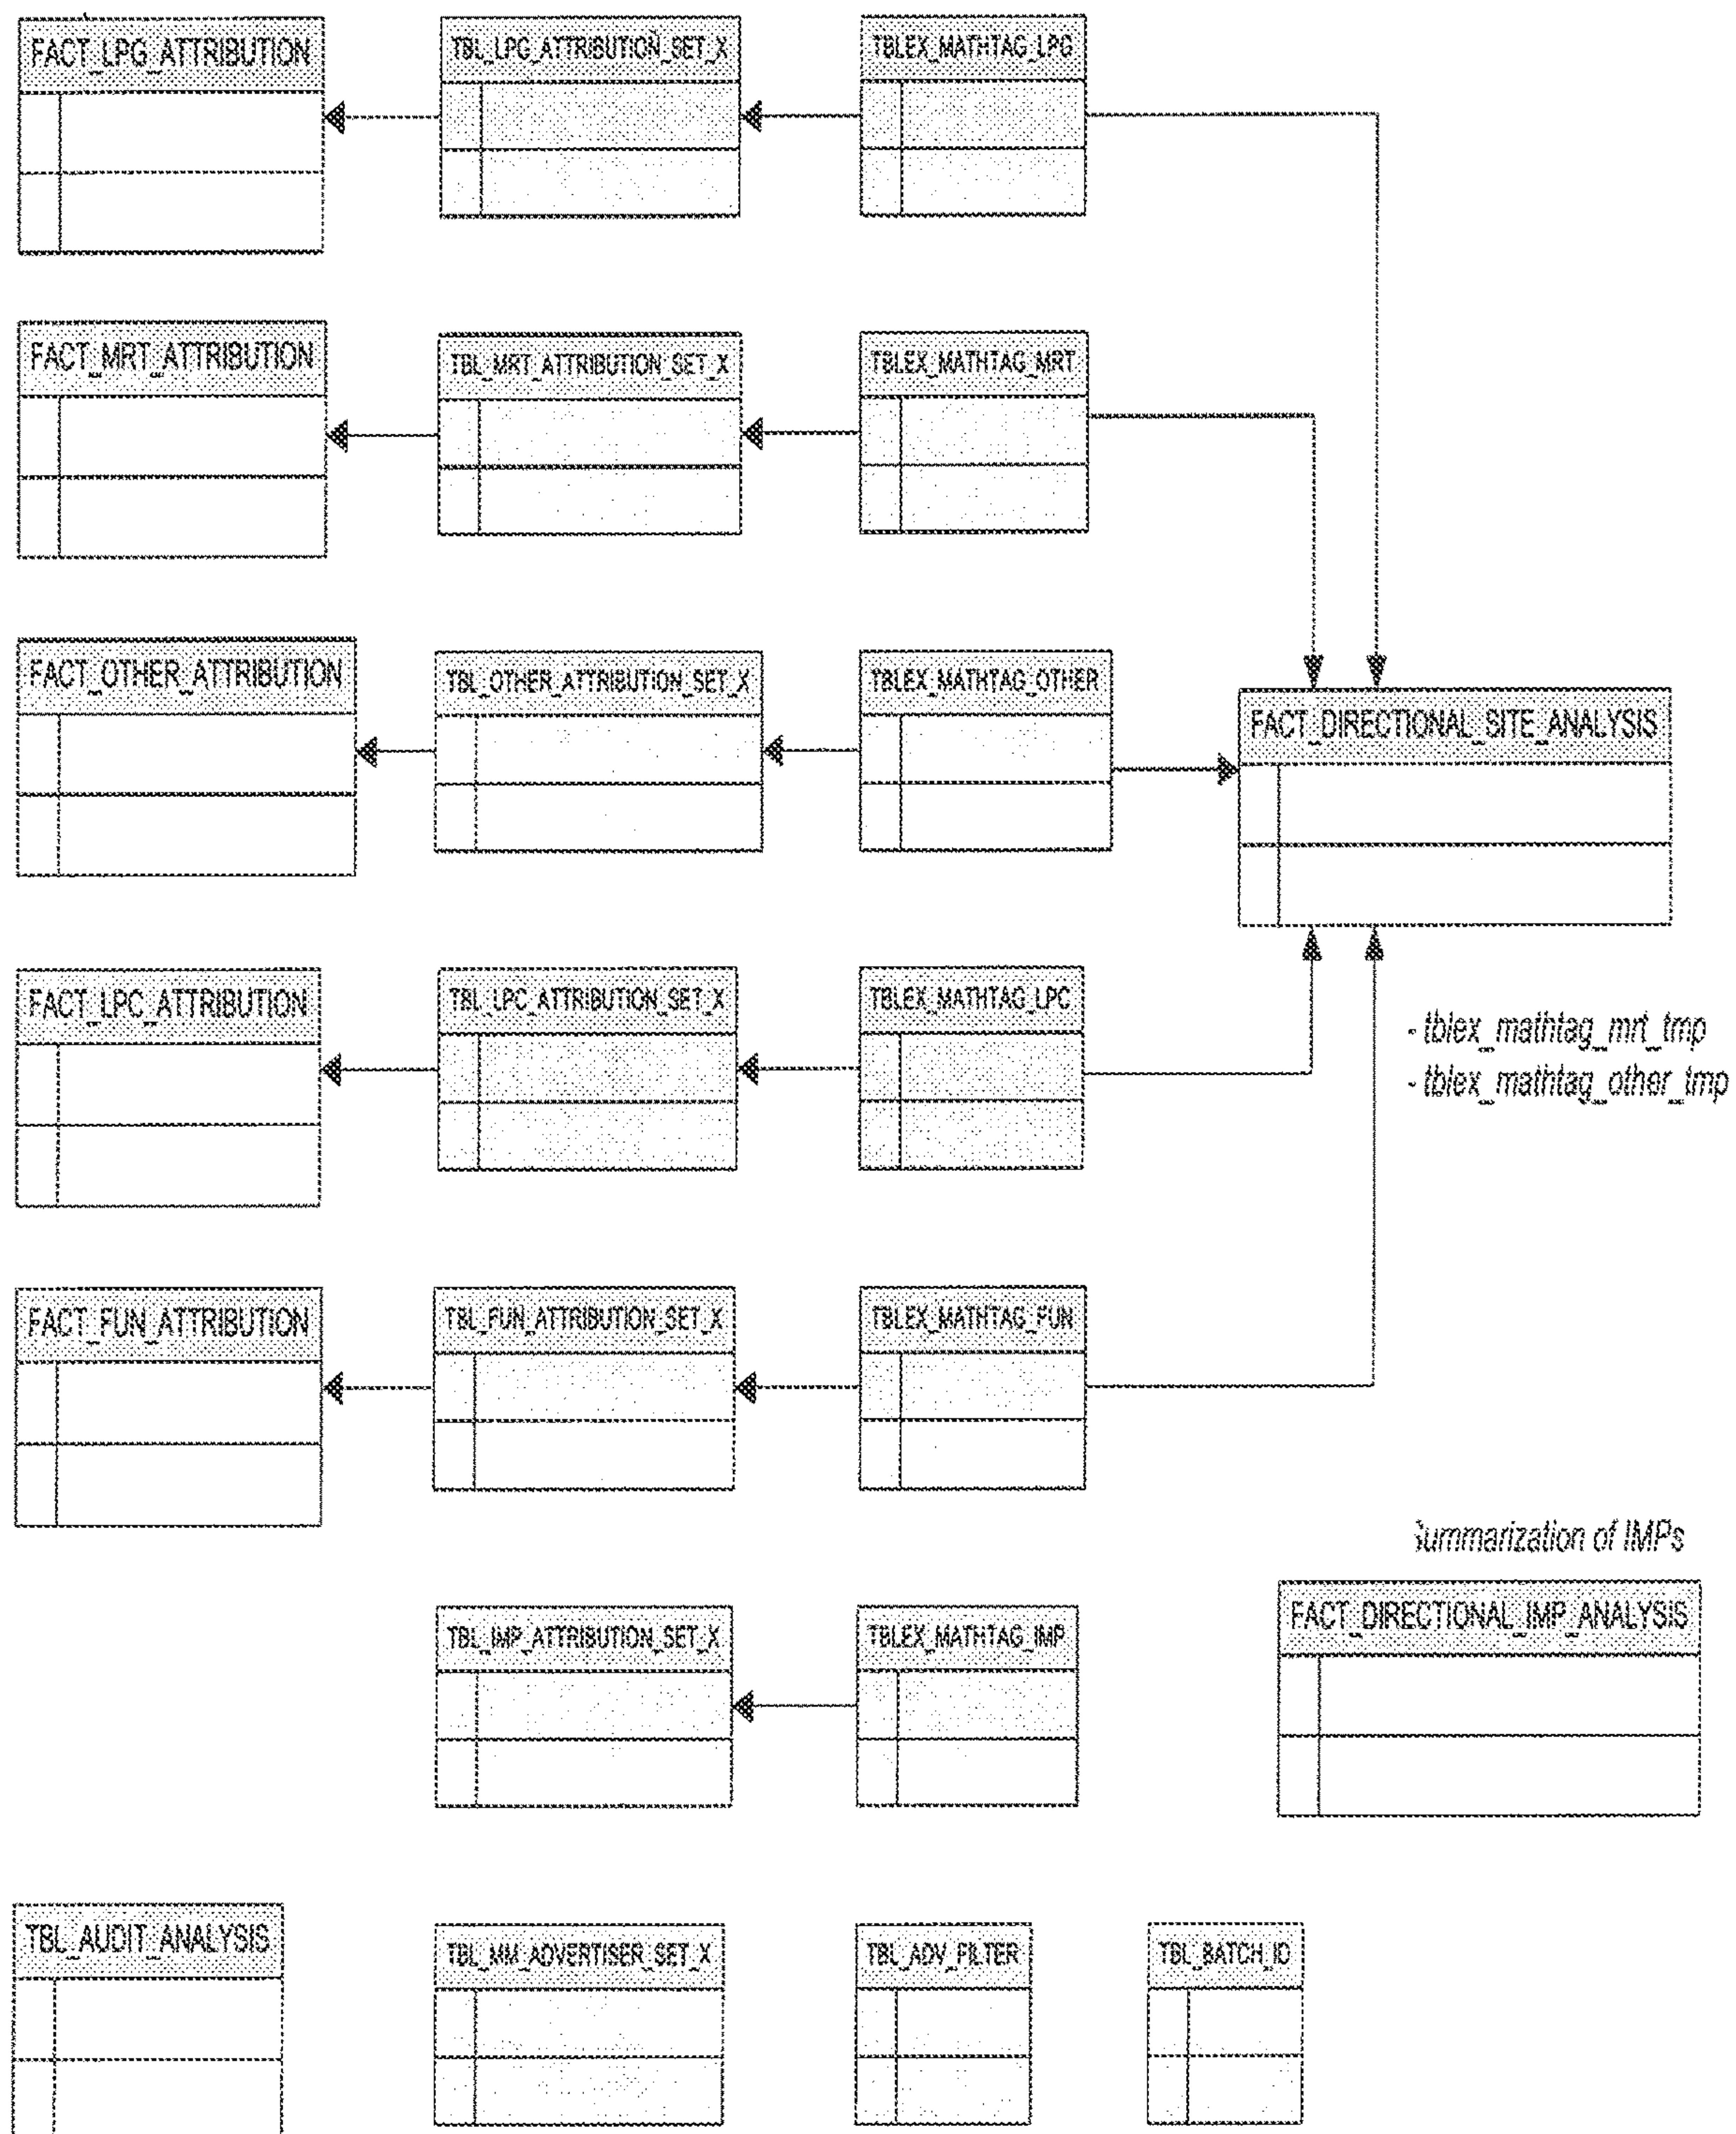 FACT_LPG_ATTRIBUTION
TBL_LPG_ATTRIBUTION_SET_X
TBLEX_MATHTAG_LPG
FACT_MRT_ATTRIBUTION
TBL_MRT_ATTRIBUTION_SET_X
TBLEX_MATHTAG_MRT
FACT_OTHER_ATTRIBUTION
TBL_OTHER_ATTRIBUTION_SET_X
TBLEX_MATHTAG_OTHER
FACT_DIRECTIONAL_SITE_ANALYSIS
FACT_LPC_ATTRIBUTION
TBL_LPC_ATTRIBUTION_SET_X
TBLEX_MATHTAG_LPC
- tblex_mathtag_mrt_tmp
- tblex_mathtag_other_tmp
FACT_FUN_ATTRIBUTION
TBL_FUN_ATTRIBUTION_SET_X
TBLEX_MATHTAG_FUN
of IMPs
TBL_IMP_ATTRIBUTION_SET_X
TBLEX_MATHTAG_IMP
FACT_DIRECTIONAL_IMP_ANALYSIS
TBL_AUDIT_ANALYSIS
TBL_MM_ADVERTISER_SET_X
TBL_ADV_FILTER
TBL_BATCH_ID